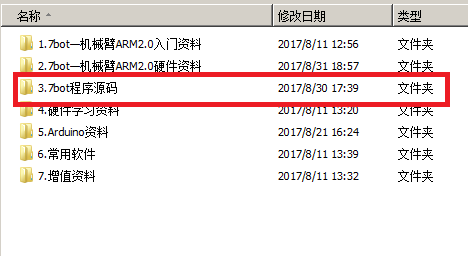 名称 修改日期 类型
1.7bot—机械臂ARM2.0入门资料 2017/8/11 12:56 文件夹
2.7bot—机械臂ARM2.0硬件资料 2017/8/31 18:57 文件夹
3.7bot程序源码 2017/8/30 17:39 文件夹
4.硬件学习资料 2017/8/11 13:13 文件夹
5.Arduino资料 2017/8/21 16:24 文件夹
6.常用软件 2017/8/11 13:39 文件夹
7.增值资料 2017/8/11 13:32 文件夹